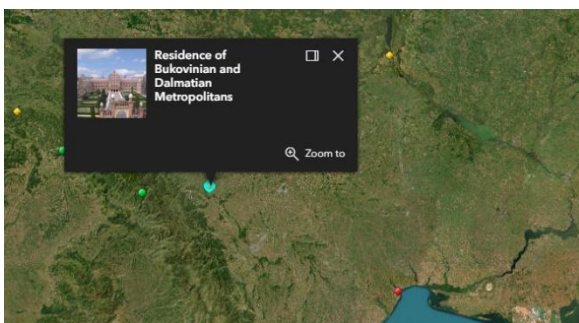 Residence of
Bukovinian and
Dalmatian
Metropolitans
Zoom to